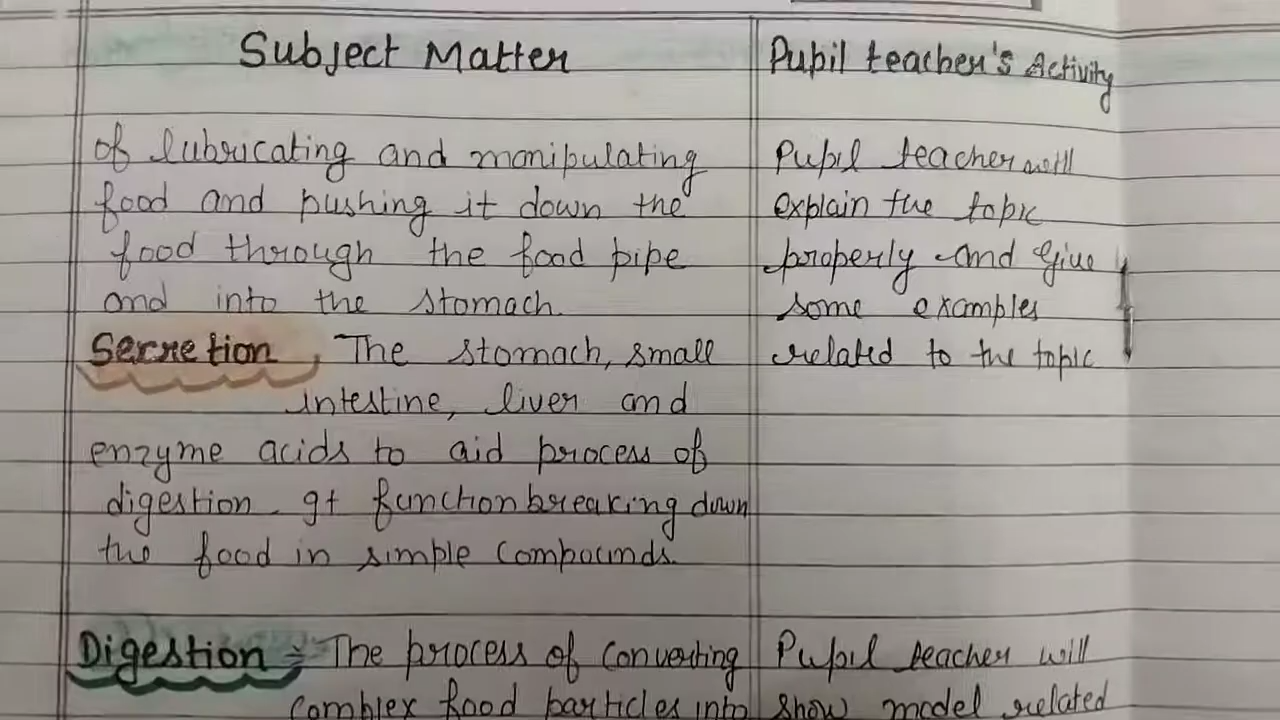 Subject Matter
Pupil teacher's Activity
of lubricating and manipulating
food and pushing it down the
food through the food pipe
and into the stomach.
Secretion, The stomach, small
intestine, liver and
enzyme acids to aid process of
digestion. It function breaking down
the food in simple compounds.
Digestion :- The process of converting
complex food particles into
Pupil teacher will
explain the topic
properly and give
some examples
related to the topic
Pupil teacher will
show model related